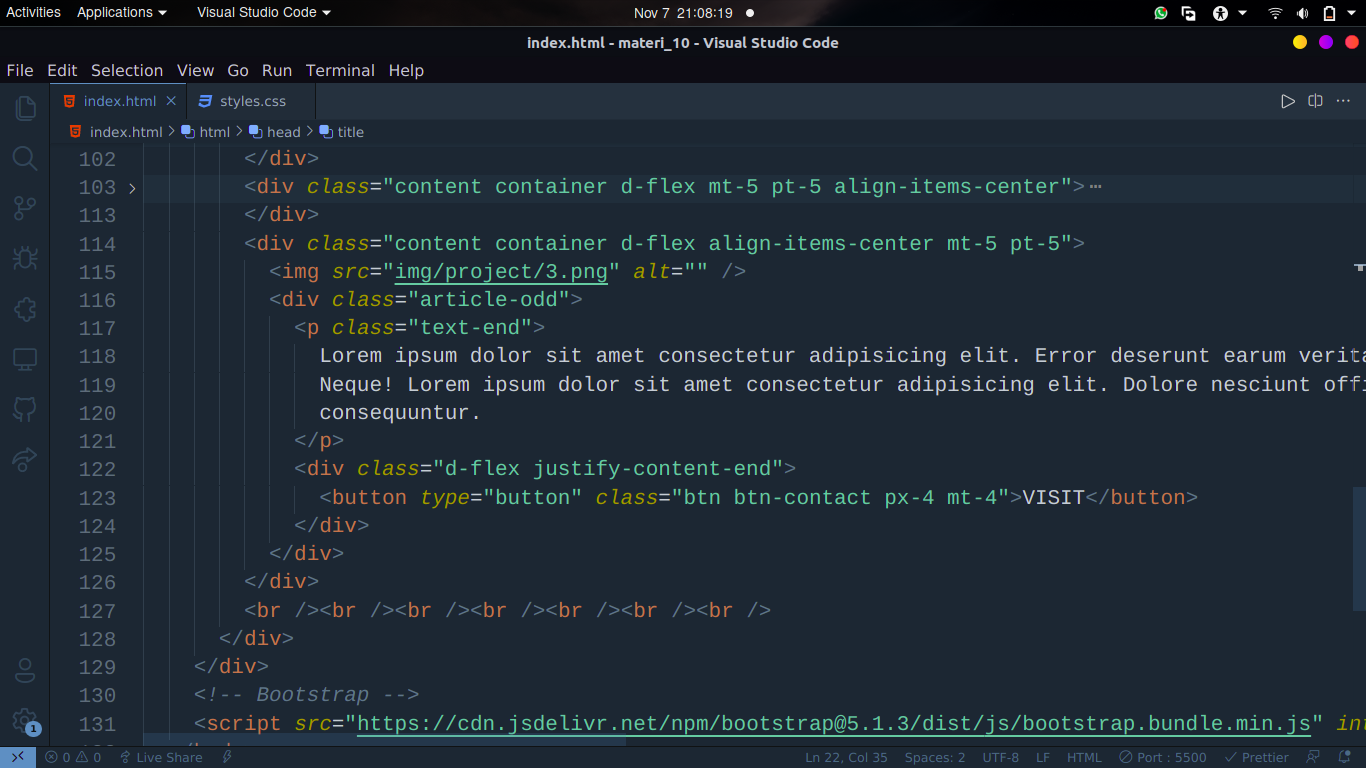 Activities Applications Visual Studio Code Nov 7 21:08:19
index.html - materi_10 - Visual Studio Code
File Edit Selection View Go Run Terminal Help
index.html styles.css
index.html html head title
102 </div>
103 <div class="content container d-flex mt-5 pt-5 align-items-center">
113 </div>
114 <div class="content container d-flex align-items-center mt-5 pt-5">
115 <img src="img/project/3.png" alt="" />
116 <div class="article-odd">
117 <p class="text-end">
118 Lorem ipsum dolor sit amet consectetur adipisicing elit. Error deserunt earum
119 Neque! Lorem ipsum dolor sit amet consectetur adipisicing elit. Dolore nesciunt
120 consequuntur.
121 </p>
122 <div class="d-flex justify-content-end">
123 <button type="button" class="btn btn-contact px-4 mt-4">VISIT</button>
124 </div>
125 </div>
126 </div>
127 <br /><br /><br /><br /><br /><br /><br />
128 </div>
129 </div>
130 <!-- Bootstrap -->
131 <script src="https://cdn.jsdelivr.net/npm/bootstrap@5.1.3/dist/js/bootstrap.bundle.min.js"
1
0 0 Live Share Ln 22, Col 35 Spaces: 2 UTF-8 LF HTML Port : 5500 Prettier